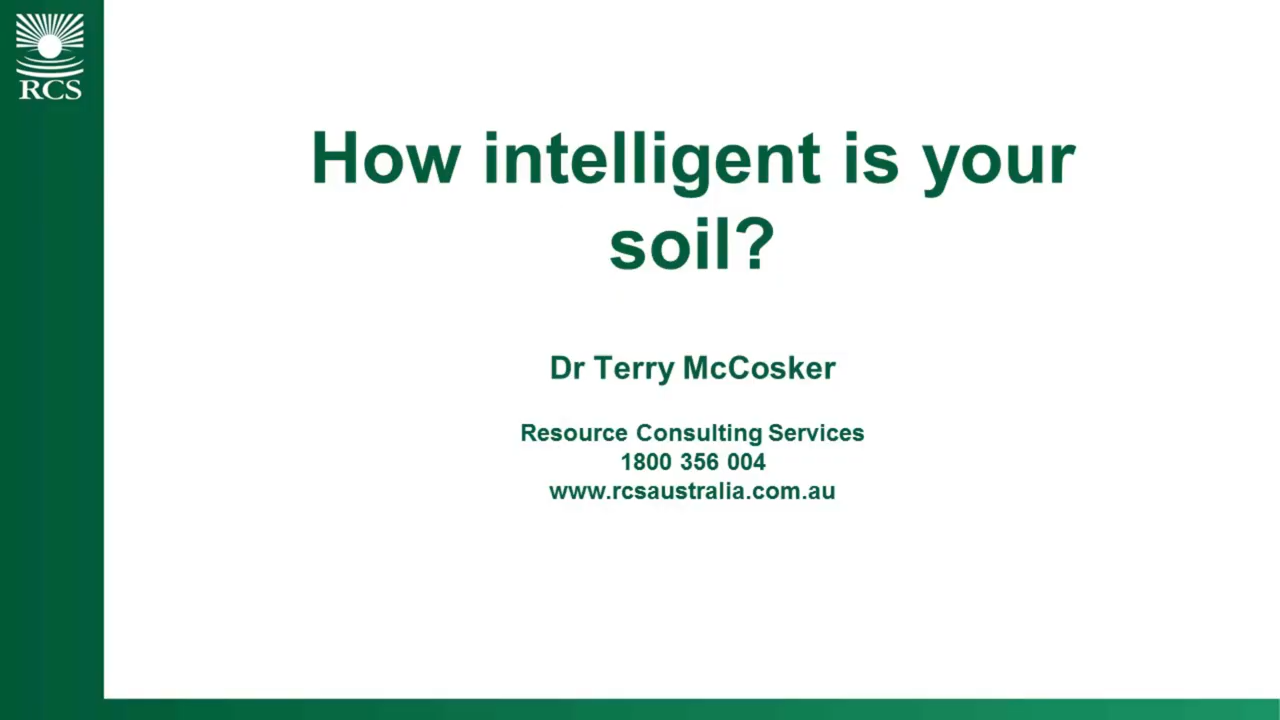 RCS
How intelligent is your
soil?
Dr Terry McCosker
Resource Consulting Services
1800 356 004
www.rcsaustralia.com.au